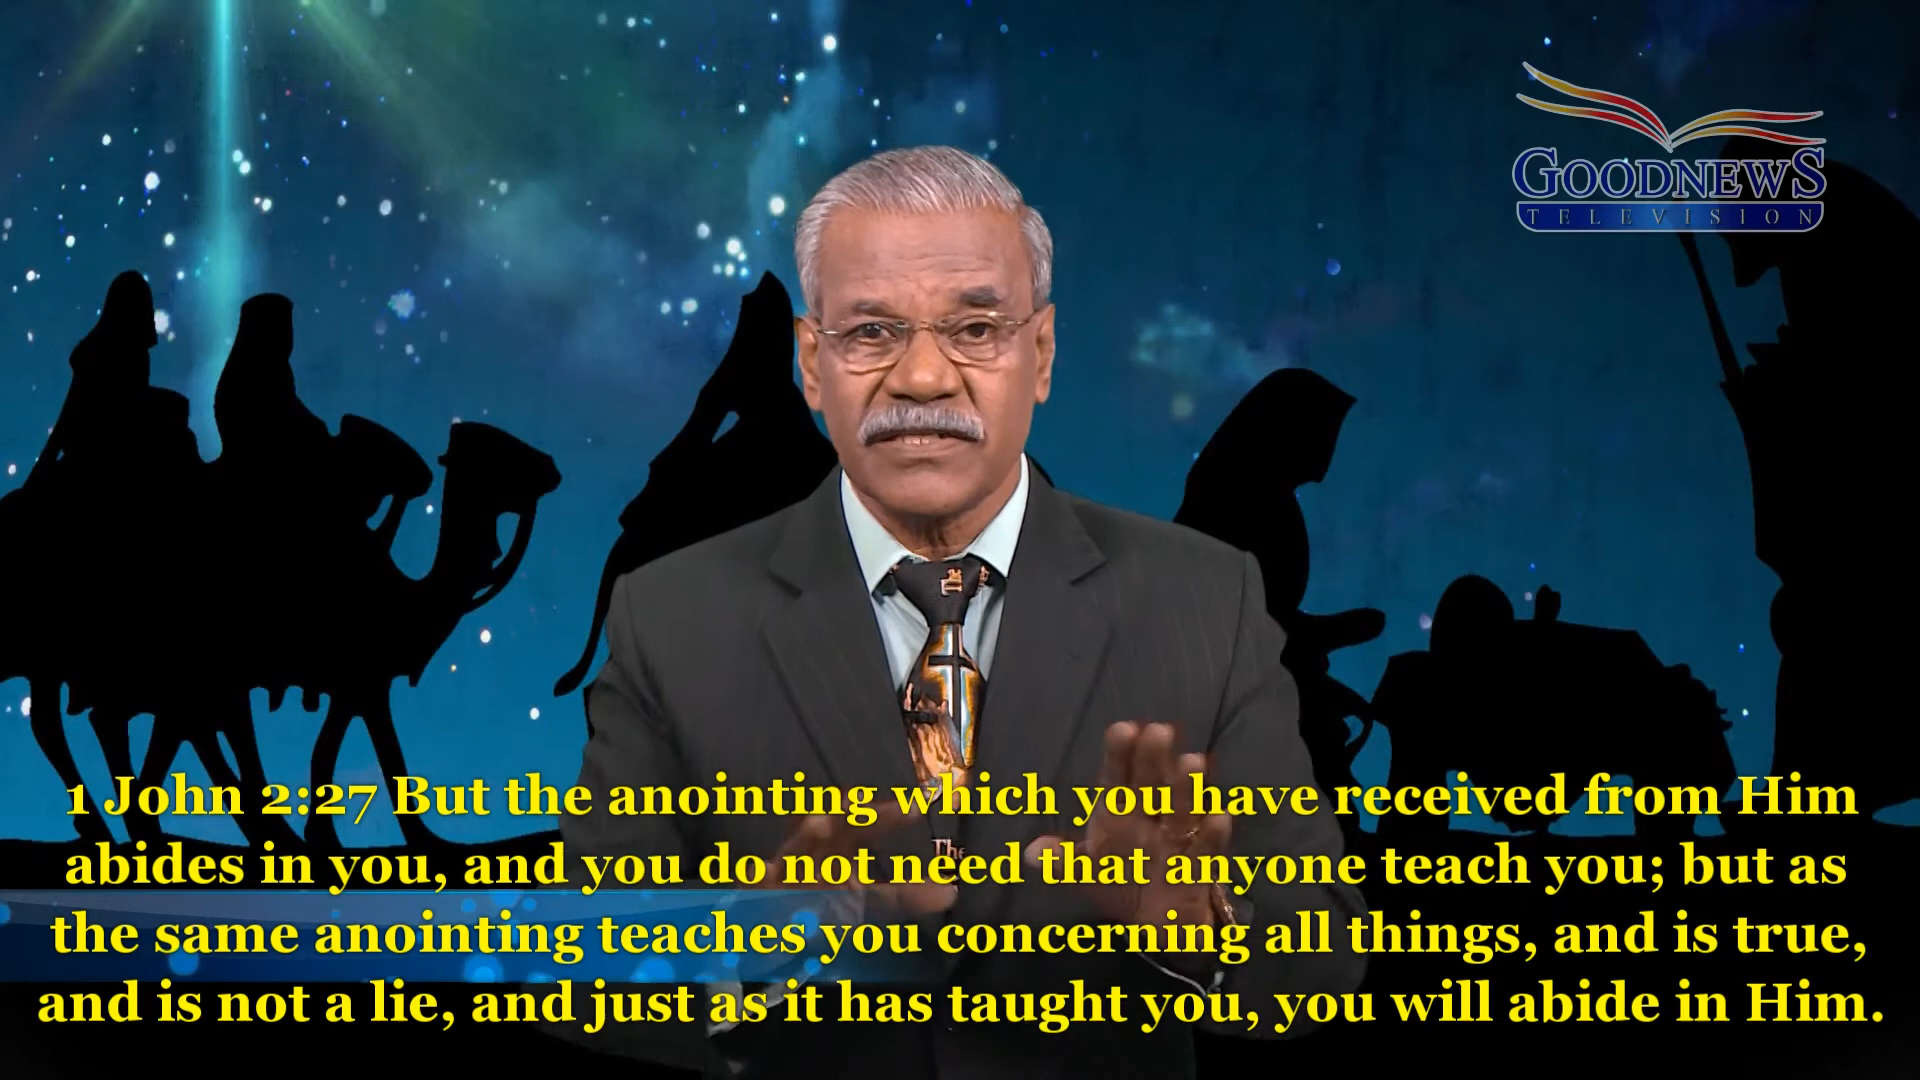 GOODNEWS
TELEVISION
1 John 2:27 But the anointing which you have received from Him
abides in you, and you do not need that anyone teach you; but as
The
the same anointing teaches you concerning all things, and is true,
and is not a lie, and just as it has taught you, you will abide in Him.